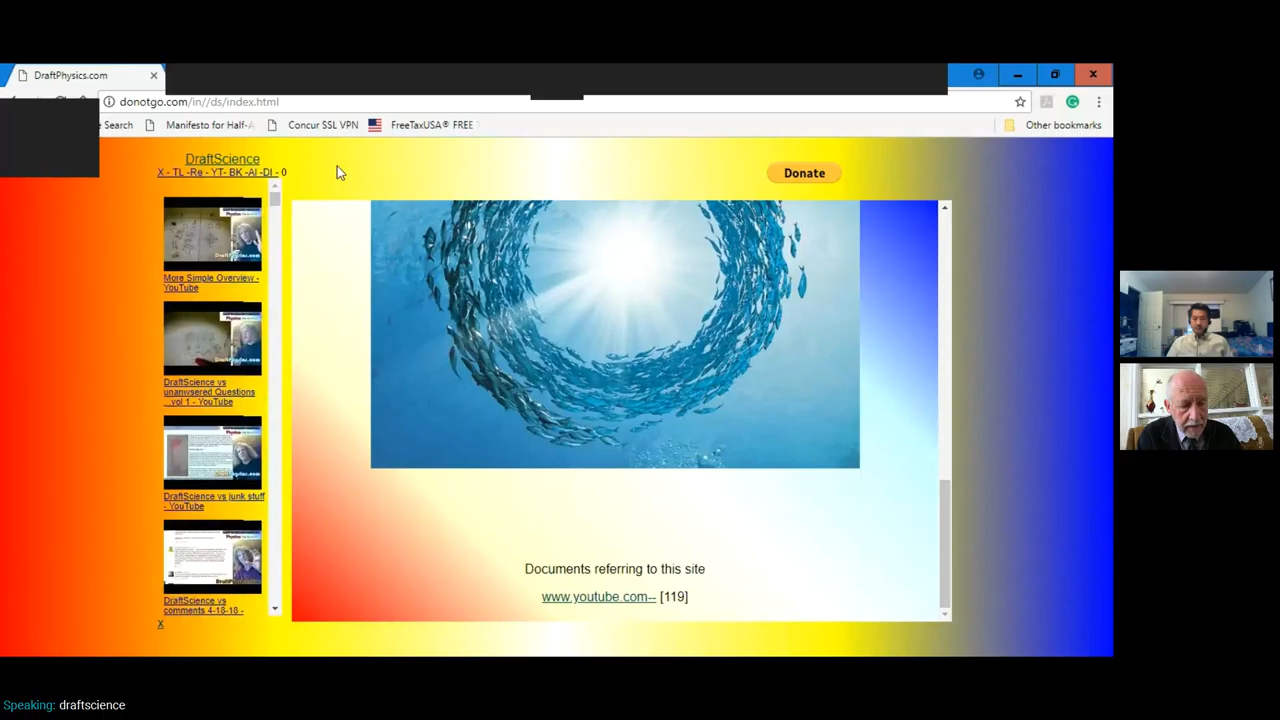 DraftPhysics.com
donotgo.com/in//ds/index.html
Search
Manifesto for Half-A
Concur SSL VPN
FreeTaxUSA® FREE
Other bookmarks
DraftScience
X - TL -Re - YT- BK -AI -DI - 0
Donate
More Simple Overview -
YouTube
DraftScience vs
unanwsered Questions
...vol 1 - YouTube
DraftScience vs junk stuff
- YouTube
DraftScience vs
comments 4-18-18 -
X
Documents referring to this site
www.youtube.com-- [119]
Speaking: draftscience